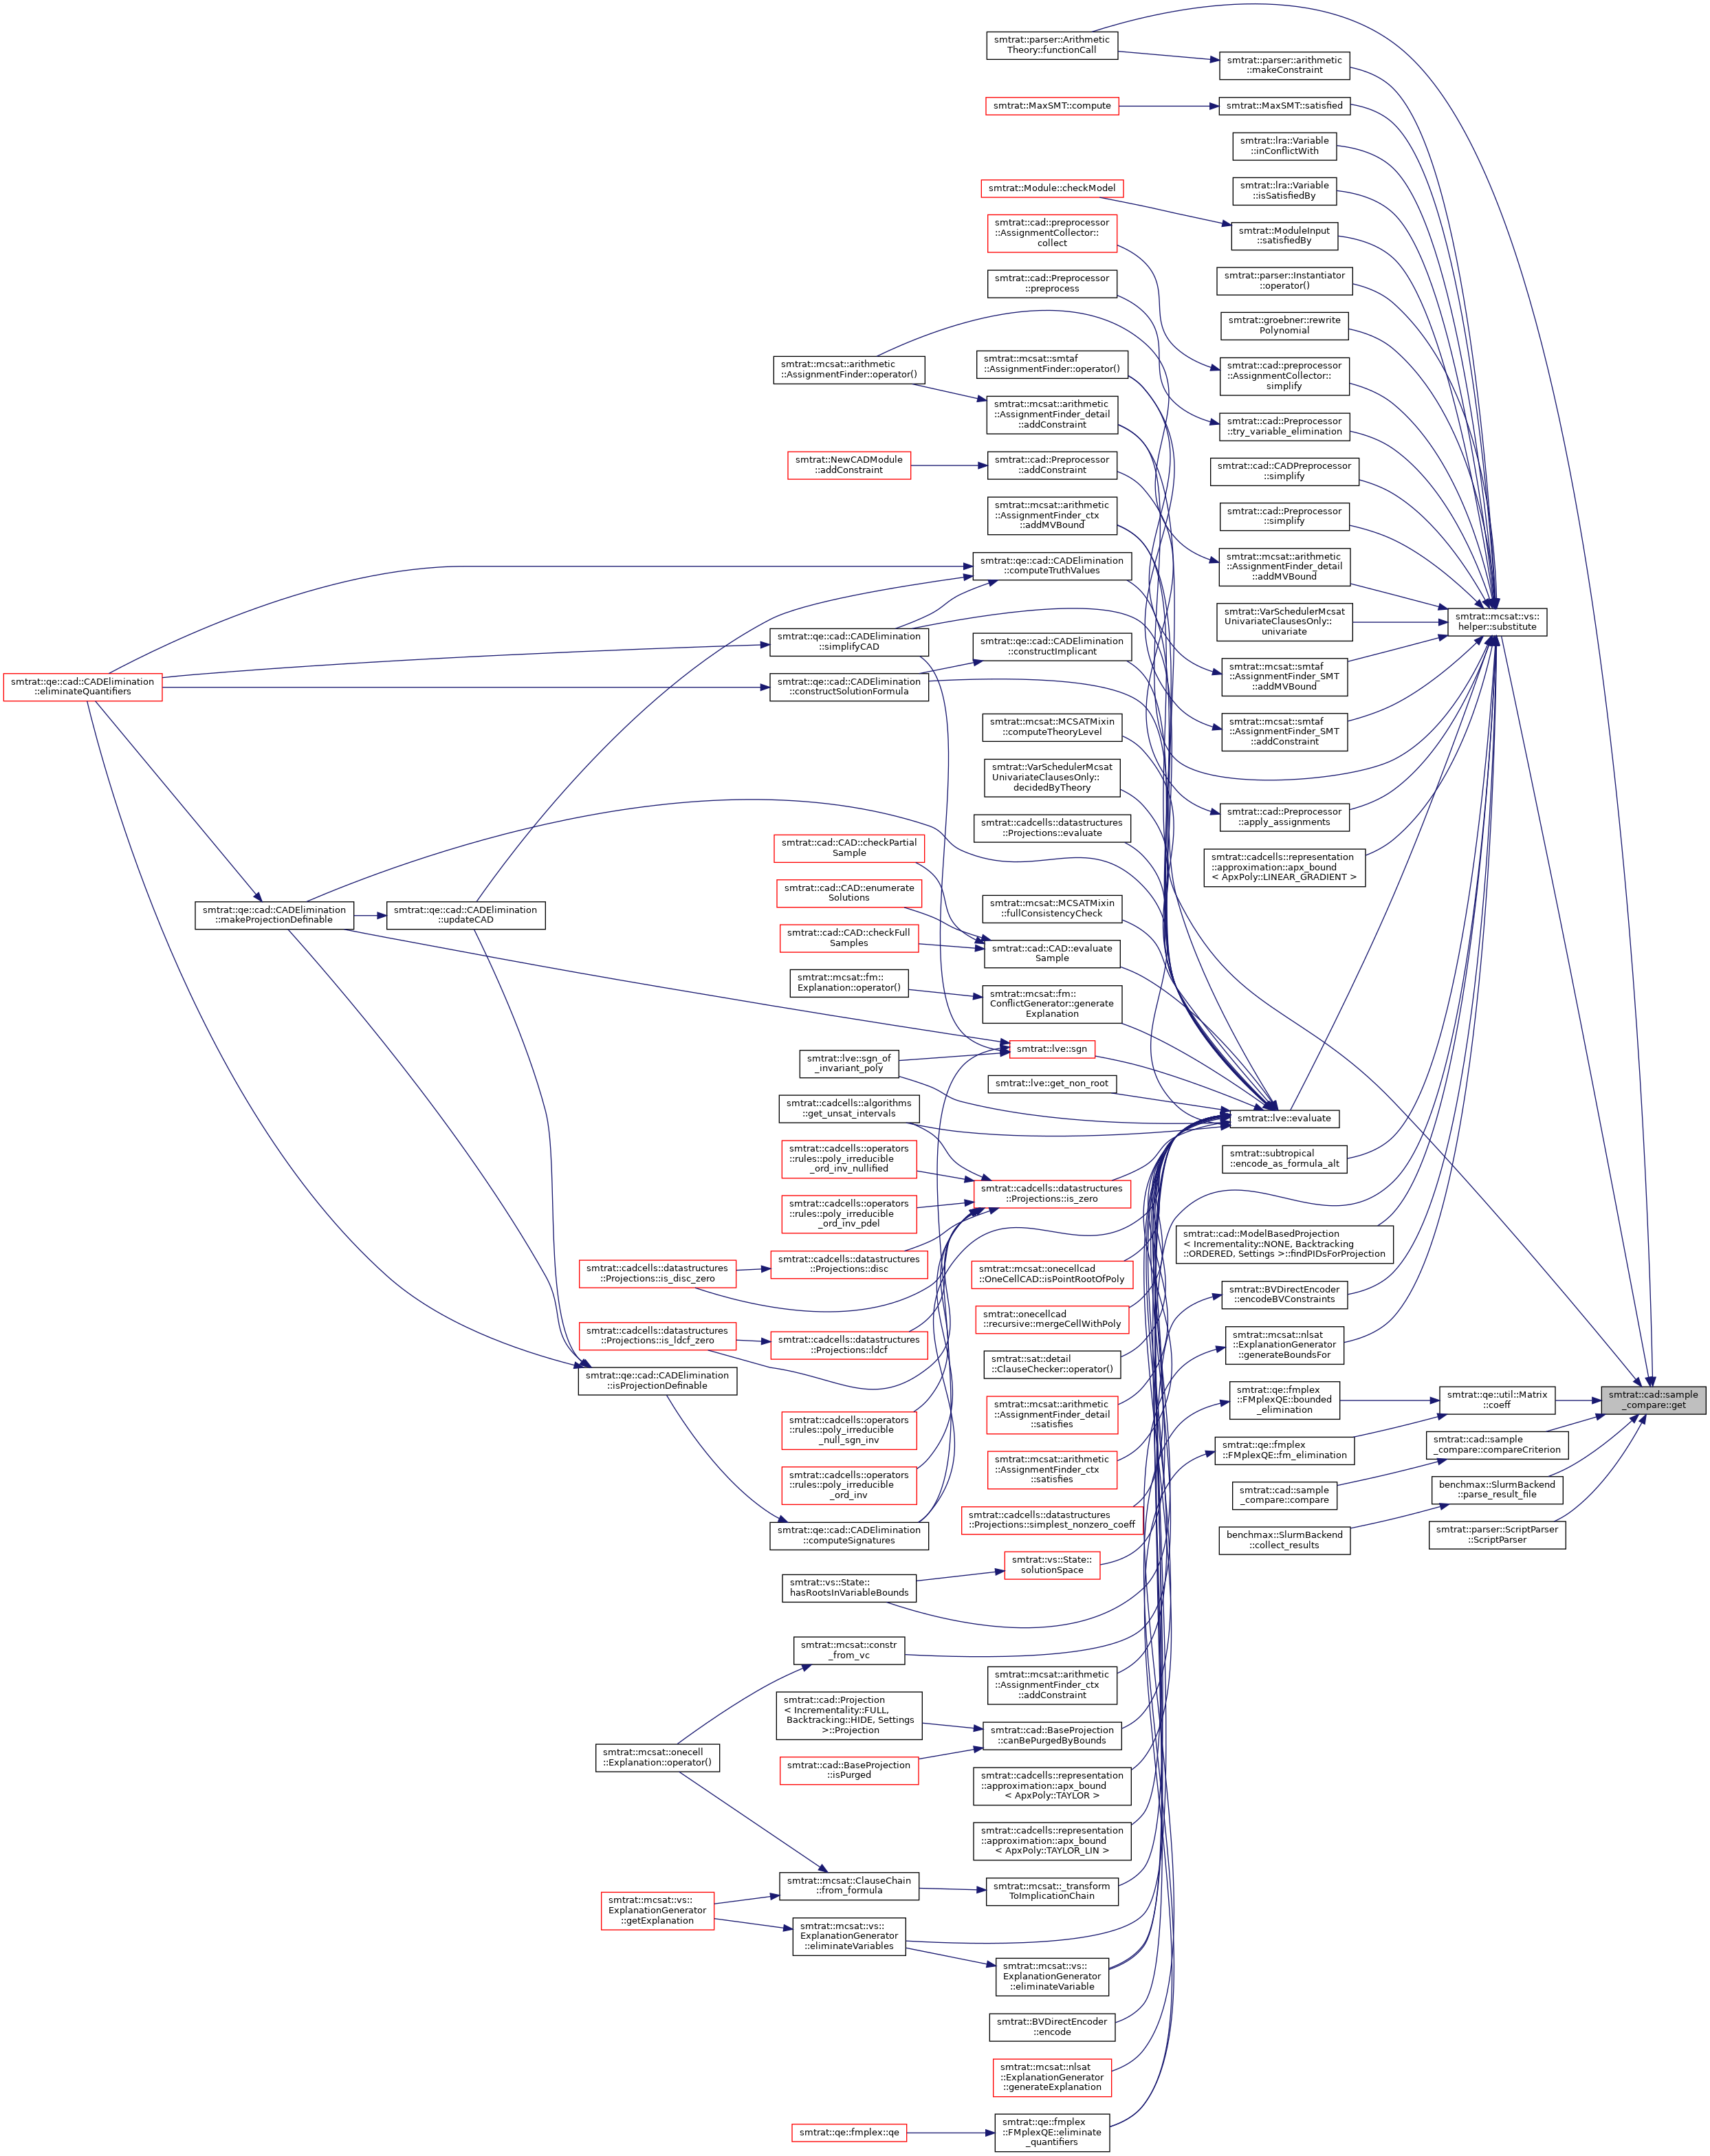 smtrat::parser::Arithmetic
Theory::functionCall
smtrat::parser::arithmetic
::makeConstraint
smtrat::MaxSMT::compute
smtrat::MaxSMT::satisfied
smtrat::lra::Variable
::inConflictWith
smtrat::Module::checkModel
smtrat::lra::Variable
::isSatisfiedBy
smtrat::cad::preprocessor
::AssignmentCollector::
collect
smtrat::ModuleInput
::satisfiedBy
smtrat::cad::Preprocessor
::preprocess
smtrat::parser::Instantiator
::operator()
smtrat::groebner::rewrite
Polynomial
smtrat::mcsat::arithmetic
::AssignmentFinder::operator()
smtrat::mcsat::smtaf
::AssignmentFinder::operator()
smtrat::cad::preprocessor
::AssignmentCollector::
simplify
smtrat::mcsat::arithmetic
::AssignmentFinder_detail
::addConstraint
smtrat::cad::Preprocessor
::try_variable_elimination
smtrat::NewCADModule
::addConstraint
smtrat::cad::Preprocessor
::addConstraint
smtrat::cad::CADPreprocessor
::simplify
smtrat::mcsat::arithmetic
::AssignmentFinder_ctx
::addMVBound
smtrat::cad::Preprocessor
::simplify
smtrat::qe::cad::CADElimination
::computeTruthValues
smtrat::mcsat::arithmetic
::AssignmentFinder_detail
::addMVBound
smtrat::qe::cad::CADElimination
::simplifyCAD
smtrat::qe::cad::CADElimination
::constructImplicant
smtrat::VarSchedulerMcsat
UnivariateClausesOnly::
univariate
smtrat::mcsat::vs::
helper::substitute
smtrat::qe::cad::CADElimination
::eliminateQuantifiers
smtrat::qe::cad::CADElimination
::constructSolutionFormula
smtrat::mcsat::smtaf
::AssignmentFinder_SMT
::addMVBound
smtrat::mcsat::MCSATMixin
::computeTheoryLevel
smtrat::mcsat::smtaf
::AssignmentFinder_SMT
::addConstraint
smtrat::VarSchedulerMcsat
UnivariateClausesOnly::
decidedByTheory
smtrat::cadcells::datastructures
::Projections::evaluate
smtrat::cad::Preprocessor
::apply_assignments
smtrat::cad::CAD::checkPartial
Sample
smtrat::cadcells::representation
::approximation::apx_bound
< ApxPoly::LINEAR_GRADIENT >
smtrat::cad::CAD::enumerate
Solutions
smtrat::qe::cad::CADElimination
::makeProjectionDefinable
smtrat::qe::cad::CADElimination
::updateCAD
smtrat::mcsat::MCSATMixin
::fullConsistencyCheck
smtrat::cad::CAD::checkFull
Samples
smtrat::cad::CAD::evaluate
Sample
smtrat::mcsat::fm::
Explanation::operator()
smtrat::mcsat::fm::
ConflictGenerator::generate
Explanation
smtrat::lve::sgn_of
_invariant_poly
smtrat::lve::sgn
smtrat::lve::get_non_root
smtrat::cadcells::algorithms
::get_unsat_intervals
smtrat::lve::evaluate
smtrat::cadcells::operators
::rules::poly_irreducible
_ord_inv_nullified
smtrat::subtropical
::encode_as_formula_alt
smtrat::cadcells::datastructures
::Projections::is_zero
smtrat::cadcells::operators
::rules::poly_irreducible
_ord_inv_pdel
smtrat::cad::ModelBasedProjection
< Incrementality::NONE, Backtracking
::ORDERED, Settings >::findPIDsForProjection
smtrat::cadcells::datastructures
::Projections::is_disc_zero
smtrat::cadcells::datastructures
::Projections::disc
smtrat::mcsat::onecellcad
::OneCellCAD::isPointRootOfPoly
smtrat::BVDirectEncoder
::encodeBVConstraints
smtrat::onecellcad
::recursive::mergeCellWithPoly
smtrat::cadcells::datastructures
::Projections::is_ldcf_zero
smtrat::cadcells::datastructures
::Projections::ldcf
smtrat::mcsat::nlsat
::ExplanationGenerator
::generateBoundsFor
smtrat::sat::detail
::ClauseChecker::operator()
smtrat::qe::cad::CADElimination
::isProjectionDefinable
smtrat::qe::fmplex
::FMplexQE::bounded
_elimination
smtrat::qe::util::Matrix
::coeff
smtrat::cad::sample
_compare::get
smtrat::mcsat::arithmetic
::AssignmentFinder_detail
::satisfies
smtrat::cadcells::operators
::rules::poly_irreducible
_null_sgn_inv
smtrat::qe::fmplex
::FMplexQE::fm_elimination
smtrat::cad::sample
_compare::compareCriterion
smtrat::mcsat::arithmetic
::AssignmentFinder_ctx
::satisfies
smtrat::cadcells::operators
::rules::poly_irreducible
_ord_inv
smtrat::cad::sample
_compare::compare
benchmax::SlurmBackend
::parse_result_file
smtrat::cadcells::datastructures
::Projections::simplest_nonzero_coeff
smtrat::qe::cad::CADElimination
::computeSignatures
benchmax::SlurmBackend
::collect_results
smtrat::parser::ScriptParser
::ScriptParser
smtrat::vs::State::
solutionSpace
smtrat::vs::State::
hasRootsInVariableBounds
smtrat::mcsat::constr
_from_vc
smtrat::mcsat::arithmetic
::AssignmentFinder_ctx
::addConstraint
smtrat::cad::Projection
< Incrementality::FULL,
Backtracking::HIDE, Settings
>::Projection
smtrat::cad::BaseProjection
::canBePurgedByBounds
smtrat::mcsat::onecell
::Explanation::operator()
smtrat::cad::BaseProjection
::isPurged
smtrat::cadcells::representation
::approximation::apx_bound
< ApxPoly::TAYLOR >
smtrat::cadcells::representation
::approximation::apx_bound
< ApxPoly::TAYLOR_LIN >
smtrat::mcsat::ClauseChain
::from_formula
smtrat::mcsat::_transform
ToImplicationChain
smtrat::mcsat::vs::
ExplanationGenerator
::getExplanation
smtrat::mcsat::vs::
ExplanationGenerator
::eliminateVariables
smtrat::mcsat::vs::
ExplanationGenerator
::eliminateVariable
smtrat::BVDirectEncoder
::encode
smtrat::mcsat::nlsat
::ExplanationGenerator
::generateExplanation
smtrat::qe::fmplex::qe
smtrat::qe::fmplex
::FMplexQE::eliminate
_quantifiers